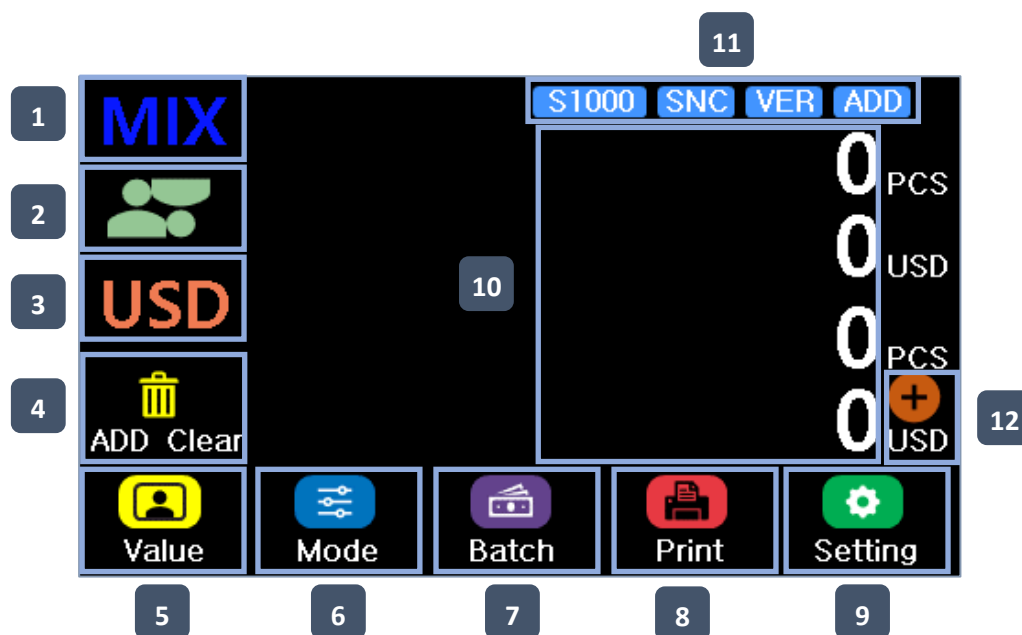 11
1
MIX
S1000 SNC VER ADD
0 PCS
2
0 USD
3
USD
10
0 PCS
4
ADD Clear
0 USD
12
Value Mode Batch Print Setting
5 6 7 8 9